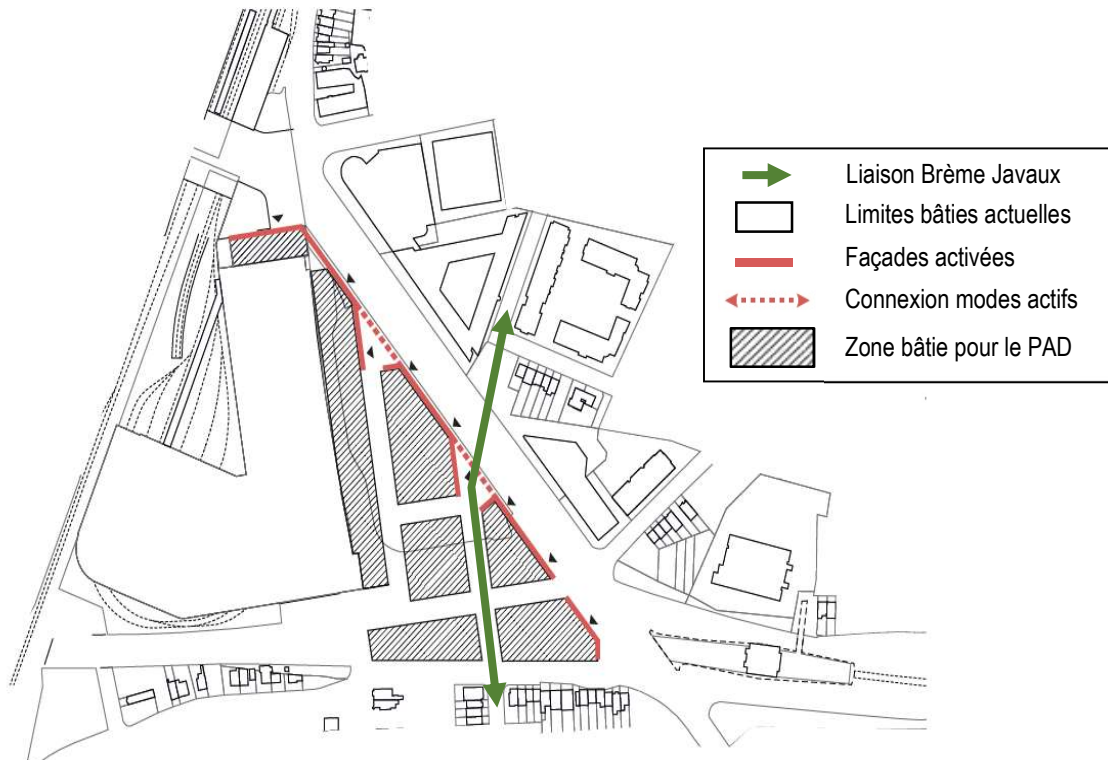 Liaison Brème Javaux
Limites bâties actuelles
Façades activées
Connexion modes actifs
Zone bâtie pour le PAD